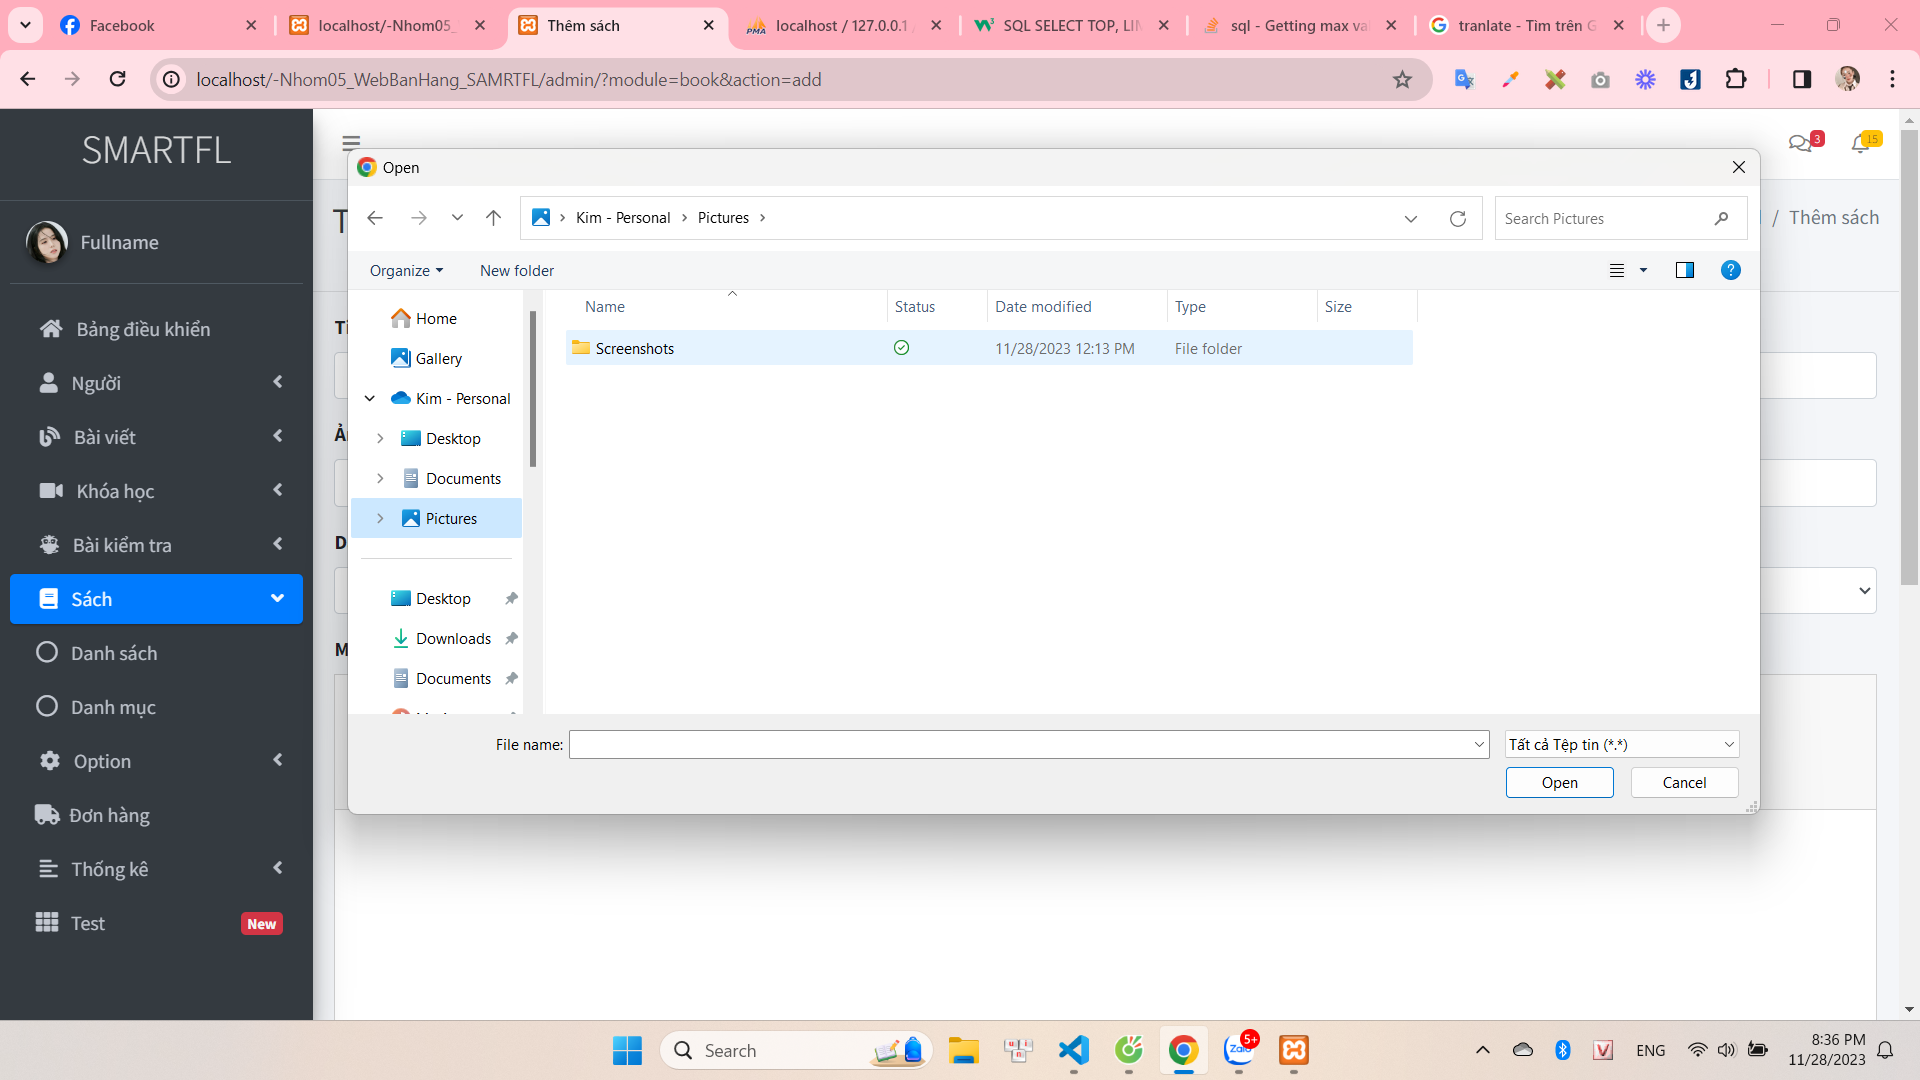 Facebook
localhost/-Nhom05_
Thêm sách
localhost / 127.0.0.1 /
SQL SELECT TOP, LIM
sql - Getting max va
tranlate - Tìm trên G
localhost/-Nhom05_WebBanHang_SAMRTFL/admin/?module=book&action=add
SMARTFL
Fullname
Bảng điều khiển
Người
Bài viết
Khóa học
Bài kiểm tra
Sách
Danh sách
Danh mục
Option
Đơn hàng
Thống kê
Test
New
3
15
/ Thêm sách
Open
Kim - Personal
Pictures
Search Pictures
Organize
New folder
Name
Status
Date modified
Type
Size
Screenshots
11/28/2023 12:13 PM
File folder
Home
Gallery
Kim - Personal
Desktop
Documents
Pictures
Desktop
Downloads
Documents
File name:
Tất cả Tệp tin (*.*)
Open
Cancel
Search
5+
Zalo
ENG
8:36 PM
11/28/2023